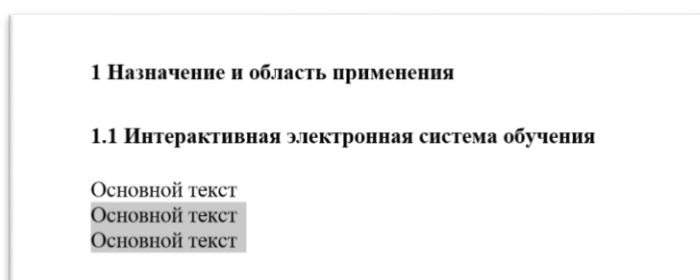 1 Назначение и область применения
1.1 Интерактивная электронная система обучения
Основной текст
Основной текст
Основной текст